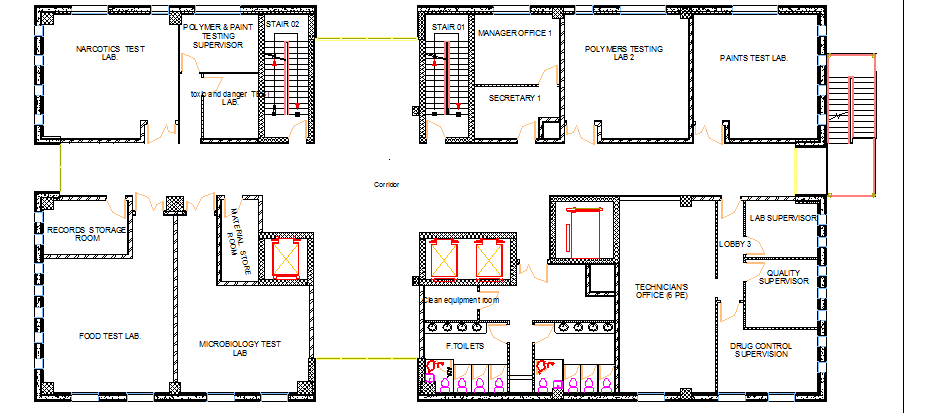 NARCOTICS TEST
LAB.
POLYMER & PAINT
TESTING
SUPERVISOR
STAIR 02
STAIR 01
MANAGER OFFICE 1
POLYMERS TESTING
LAB 2
PAINTS TEST LAB.
LAB.
SECRETARY 1
Corridor
RECORDS STORAGE
ROOM
MATERIAL STORE
ROOM
LAB SUPERVISOR
LOBBY 3
QUALITY
SUPERVISOR
TECHNICIAN'S
OFFICE (6 PE)
Clean equipment room
FOOD TEST LAB.
MICROBIOLOGY TEST
LAB
F.TOILETS
DRUG CONTROL
SUPERVISION